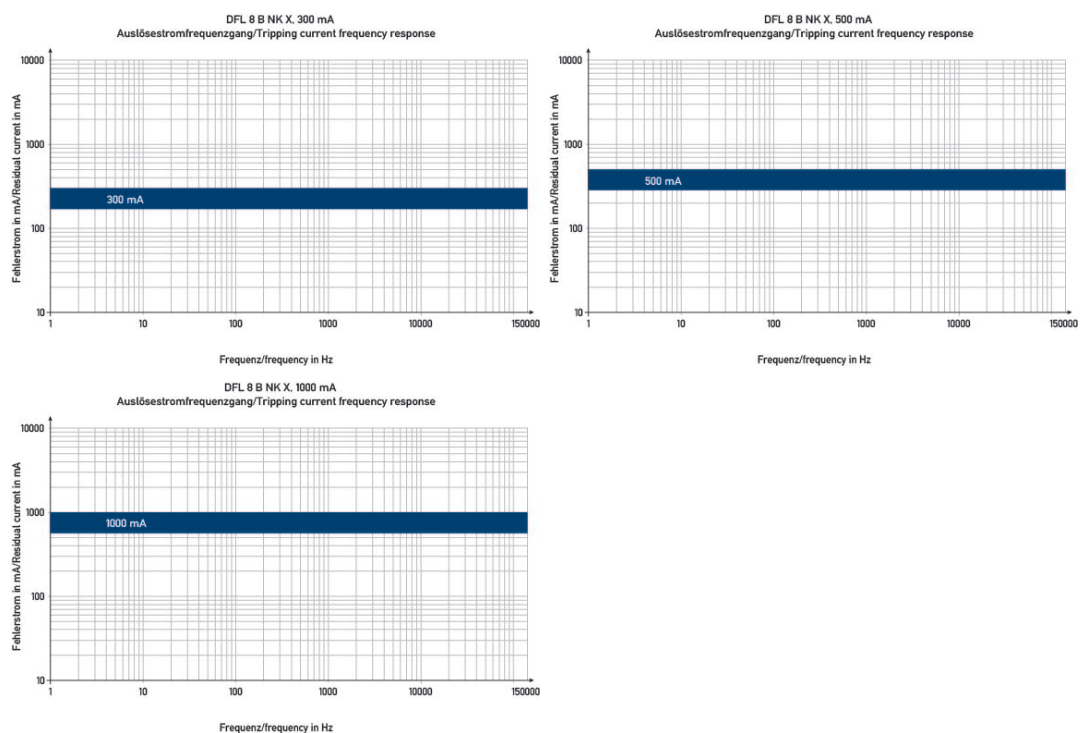 DFL 8 B NK X, 300 mA
Auslösestromfrequenzgang/Tripping current frequency response
Fehlerstrom in mA/Residual current in mA
10000
1000
100
10
300 mA
1
10
100
1000
10000
150000
Frequenz/frequency in Hz
DFL 8 B NK X, 500 mA
Auslösestromfrequenzgang/Tripping current frequency response
Fehlerstrom in mA/Residual current in mA
10000
1000
100
10
500 mA
1
10
100
1000
10000
150000
Frequenz/frequency in Hz
DFL 8 B NK X, 1000 mA
Auslösestromfrequenzgang/Tripping current frequency response
Fehlerstrom in mA/Residual current in mA
10000
1000
100
10
1000 mA
1
10
100
1000
10000
150000
Frequenz/frequency in Hz